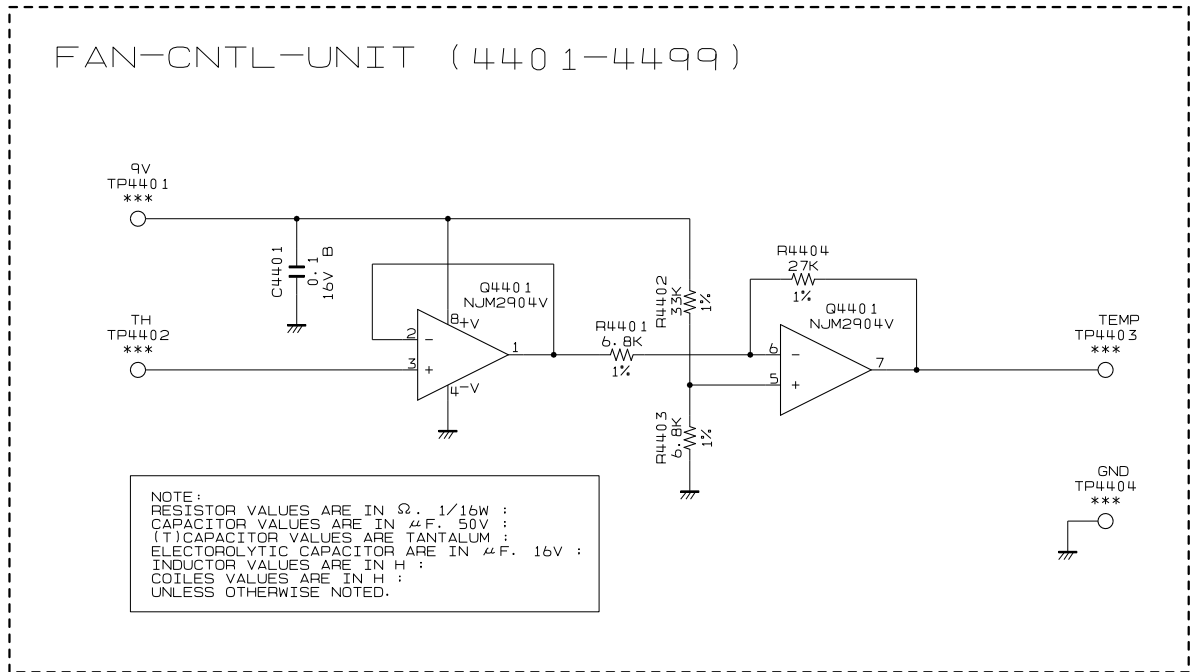 FAN-CNTL-UNIT (4401-4499)
9V
TP4401
***
C4401
0.1
16V
B
TH
TP4402
***
2
3
8
+V
-
+
4
-V
1
Q4401
NJM2904V
R4401
6.8K
1%
R4402
33K
1%
R4403
6.8K
1%
R4404
27K
1%
Q4401
NJM2904V
6
5
-
+
7
TEMP
TP4403
***
GND
TP4404
***
NOTE:
RESISTOR VALUES ARE IN Ω. 1/16W :
CAPACITOR VALUES ARE IN μF. 50V :
(T)CAPACITOR VALUES ARE TANTALUM :
ELECTOROLYTIC CAPACITOR ARE IN μF. 16V :
INDUCTOR VALUES ARE IN H :
COILES VALUES ARE IN H :
UNLESS OTHERWISE NOTED.